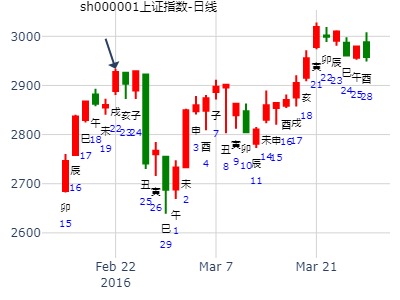 sh000001上证指数-日线
3000
2900
2800
2700
2600
卯
15
辰
16
巳
17
午
18
未
19
戌
22
亥
23
子
24
丑
25
寅
26
巳
29
午
1
未
2
申
3
酉
4
子
7
丑
8
寅
9
卯
10
辰
11
未
14
申
15
酉
16
戌
17
亥
18
寅
21
卯
22
辰
23
巳
24
午
25
酉
28
Feb 22
2016
Mar 7
Mar 21